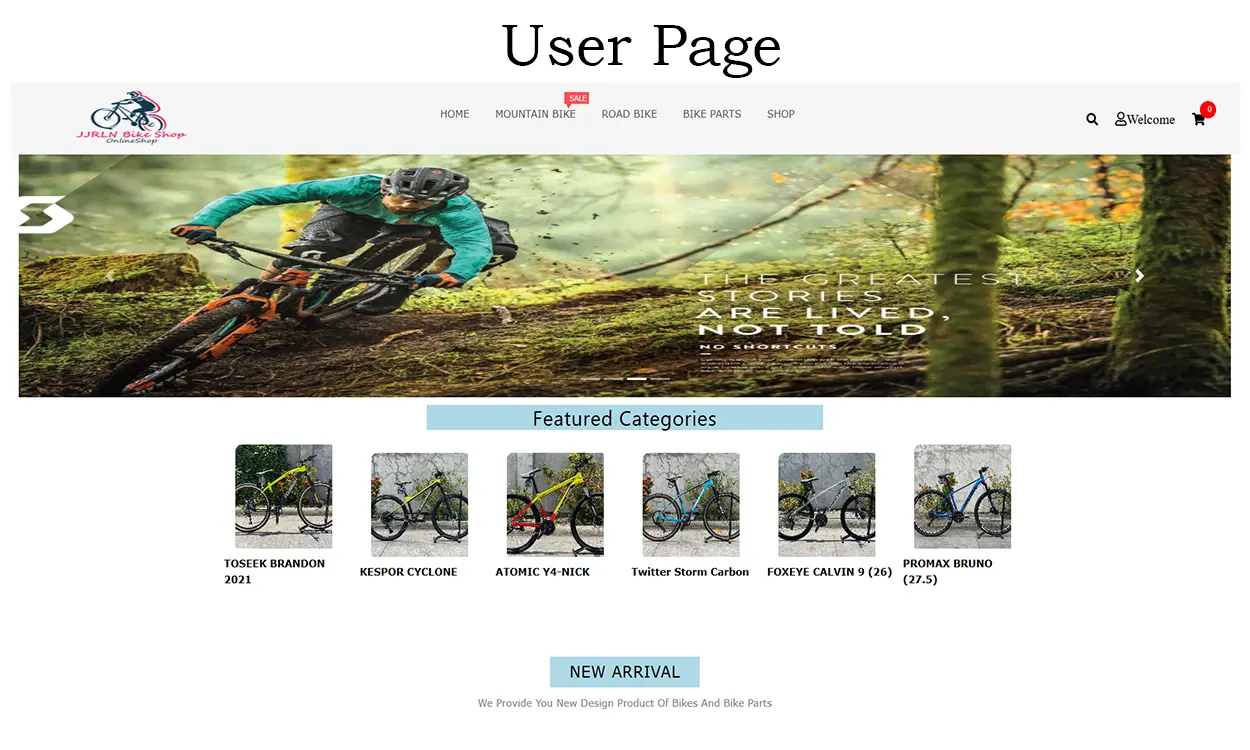 User Page
JJRLN Bike Shop
OnlineShop
SALE
HOME MOUNTAIN BIKE ROAD BIKE BIKE PARTS SHOP
Welcome
0
THE GREATEST
STORIES
ARE LIVED,
NOT TOLD
NO SHORTCUTS
Featured Categories
TOSEEK BRANDON
2021
KESPOR CYCLONE
ATOMIC Y4-NICK
Twitter Storm Carbon
FOXEYE CALVIN 9 (26)
PROMAX BRUNO
(27.5)
NEW ARRIVAL
We Provide You New Design Product Of Bikes And Bike Parts